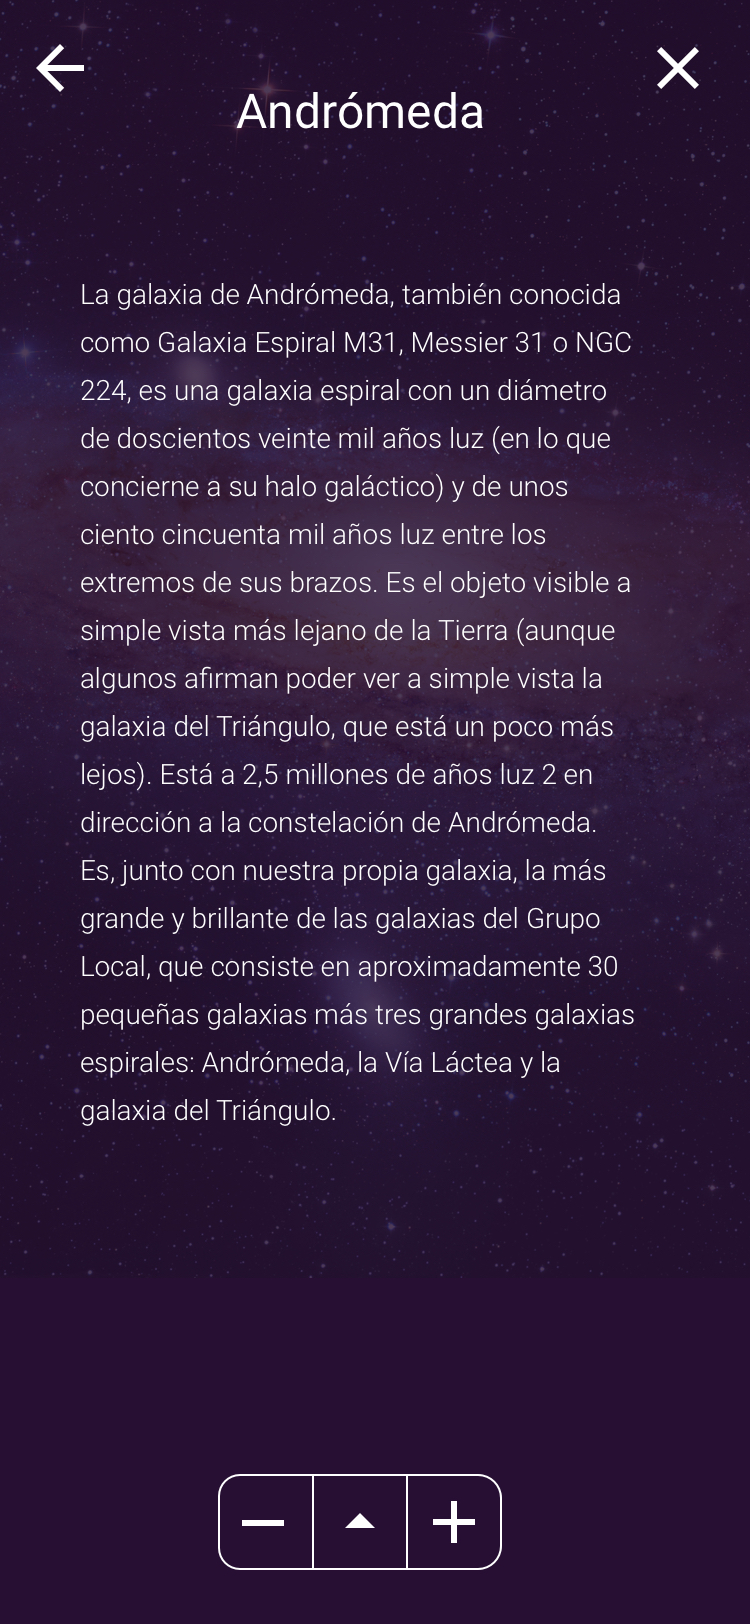 Andrómeda
La galaxia de Andrómeda, también conocida
como Galaxia Espiral M31, Messier 31 o NGC
224, es una galaxia espiral con un diámetro
de doscientos veinte mil años luz (en lo que
concierne a su halo galáctico) y de unos
ciento cincuenta mil años luz entre los
extremos de sus brazos. Es el objeto visible a
simple vista más lejano de la Tierra (aunque
algunos afirman poder ver a simple vista la
galaxia del Triángulo, que está un poco más
lejos). Está a 2,5 millones de años luz 2 en
dirección a la constelación de Andrómeda.
Es, junto con nuestra propia galaxia, la más
grande y brillante de las galaxias del Grupo
Local, que consiste en aproximadamente 30
pequeñas galaxias más tres grandes galaxias
espirales: Andrómeda, la Vía Láctea y la
galaxia del Triángulo.